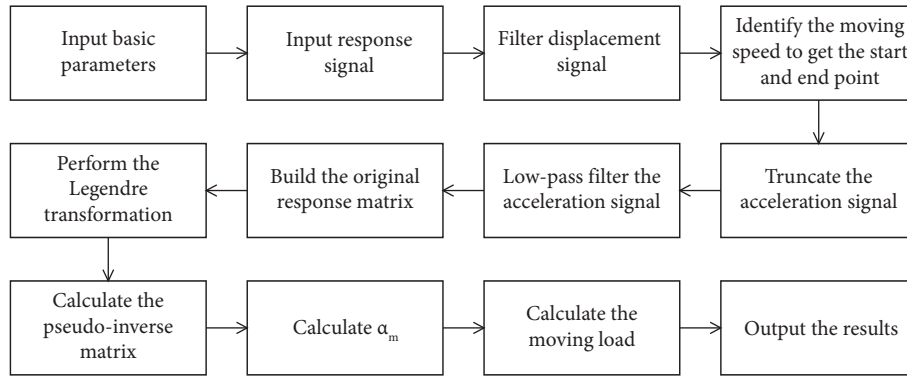 Input basic
parameters
Input response
signal
Filter displacement
signal
Identify the moving
speed to get the start
and end point
Truncate the
acceleration signal
Low-pass filter the
acceleration signal
Build the original
response matrix
Perform the
Legendre
transformation
Calculate the
pseudo-inverse
matrix
Calculate αₘ
Calculate the
moving load
Output the results